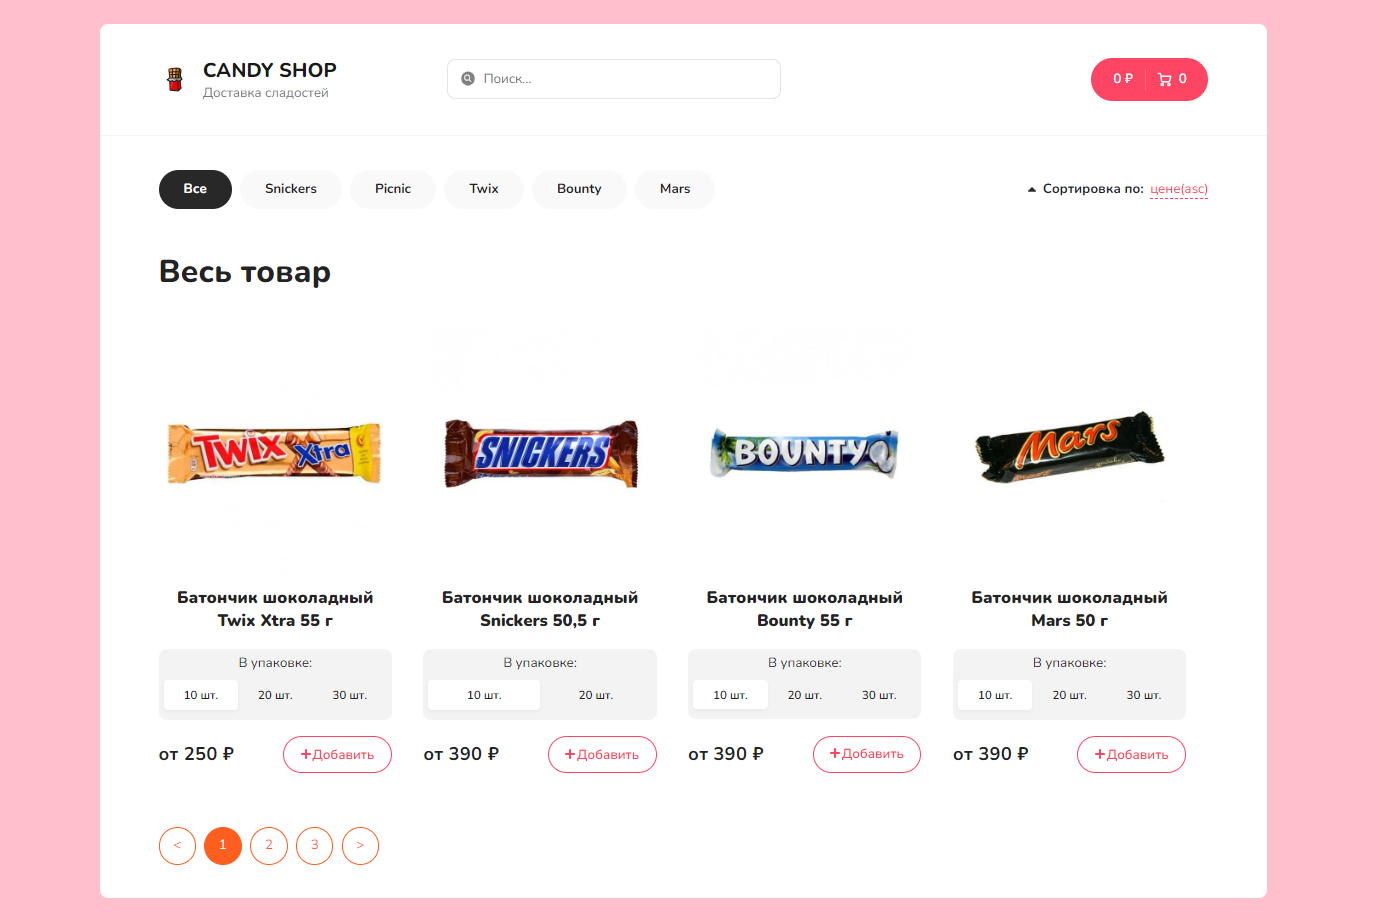 CANDY SHOP
Доставка сладостей
Поиск...
0 ₽ 0
Все Snickers Picnic Twix Bounty Mars
Сортировка по: цене(asc)
Весь товар
TWIX Xtra
SNICKERS
BOUNTY
Mars
Батончик шоколадный
Twix Xtra 55 г
В упаковке:
10 шт. 20 шт. 30 шт.
от 250 ₽ +Добавить
Батончик шоколадный
Snickers 50,5 г
В упаковке:
10 шт. 20 шт.
от 390 ₽ +Добавить
Батончик шоколадный
Bounty 55 г
В упаковке:
10 шт. 20 шт. 30 шт.
от 390 ₽ +Добавить
Батончик шоколадный
Mars 50 г
В упаковке:
10 шт. 20 шт. 30 шт.
от 390 ₽ +Добавить
< 1 2 3 >